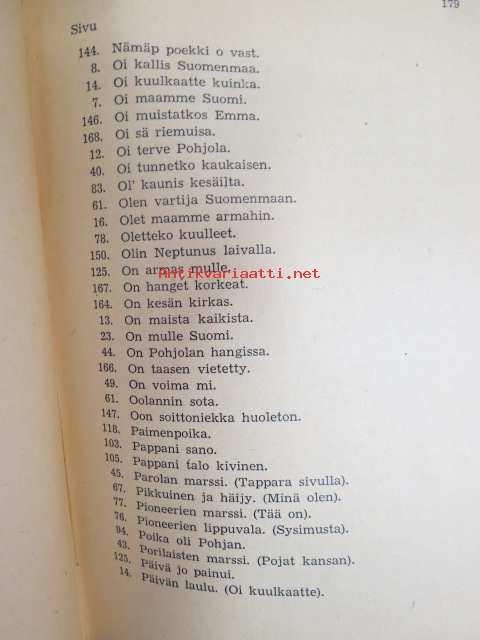 179
Sivu
144. Nämäp poekki o vast.
8. Oi kallis Suomenmaa.
14. Oi kuulkaatte kuinka.
7. Oi maamme Suomi.
146. Oi muistatkos Emma.
168. Oi sä riemuisa.
12. Oi terve Pohjola.
40. Oi tunnetko kaukaisen.
83. Ol' kaunis kesäilta.
61. Olen vartija Suomenmaan.
16. Olet maamme armahin.
78. Oletteko kuulleet.
150. Olin Neptunus laivalla.
125. On armas mulle.
Antikvariaatti.net
167. On hanget korkeat.
164. On kesän kirkas.
13. On maista kaikista.
23. On mulle Suomi.
44. On Pohjolan hangissa.
166. On taasen vietetty.
49. On voima mi.
61. Oolannin sota.
147. Oon soittoniekka huoleton.
118. Paimenpoika.
103. Pappani sano.
105. Pappani talo kivinen.
45. Parolan marssi. (Tappara sivulla).
67. Pikkuinen ja häijy. (Minä olen).
77. Pioneerien marssi. (Tää on).
76. Pioneerien lippuvala. (Sysimusta).
94. Poika oli Pohjan.
43. Porilaisten marssi. (Pojat kansan).
125. Päivä jo painui.
14. Päivän laulu. (Oi kuulkaatte).